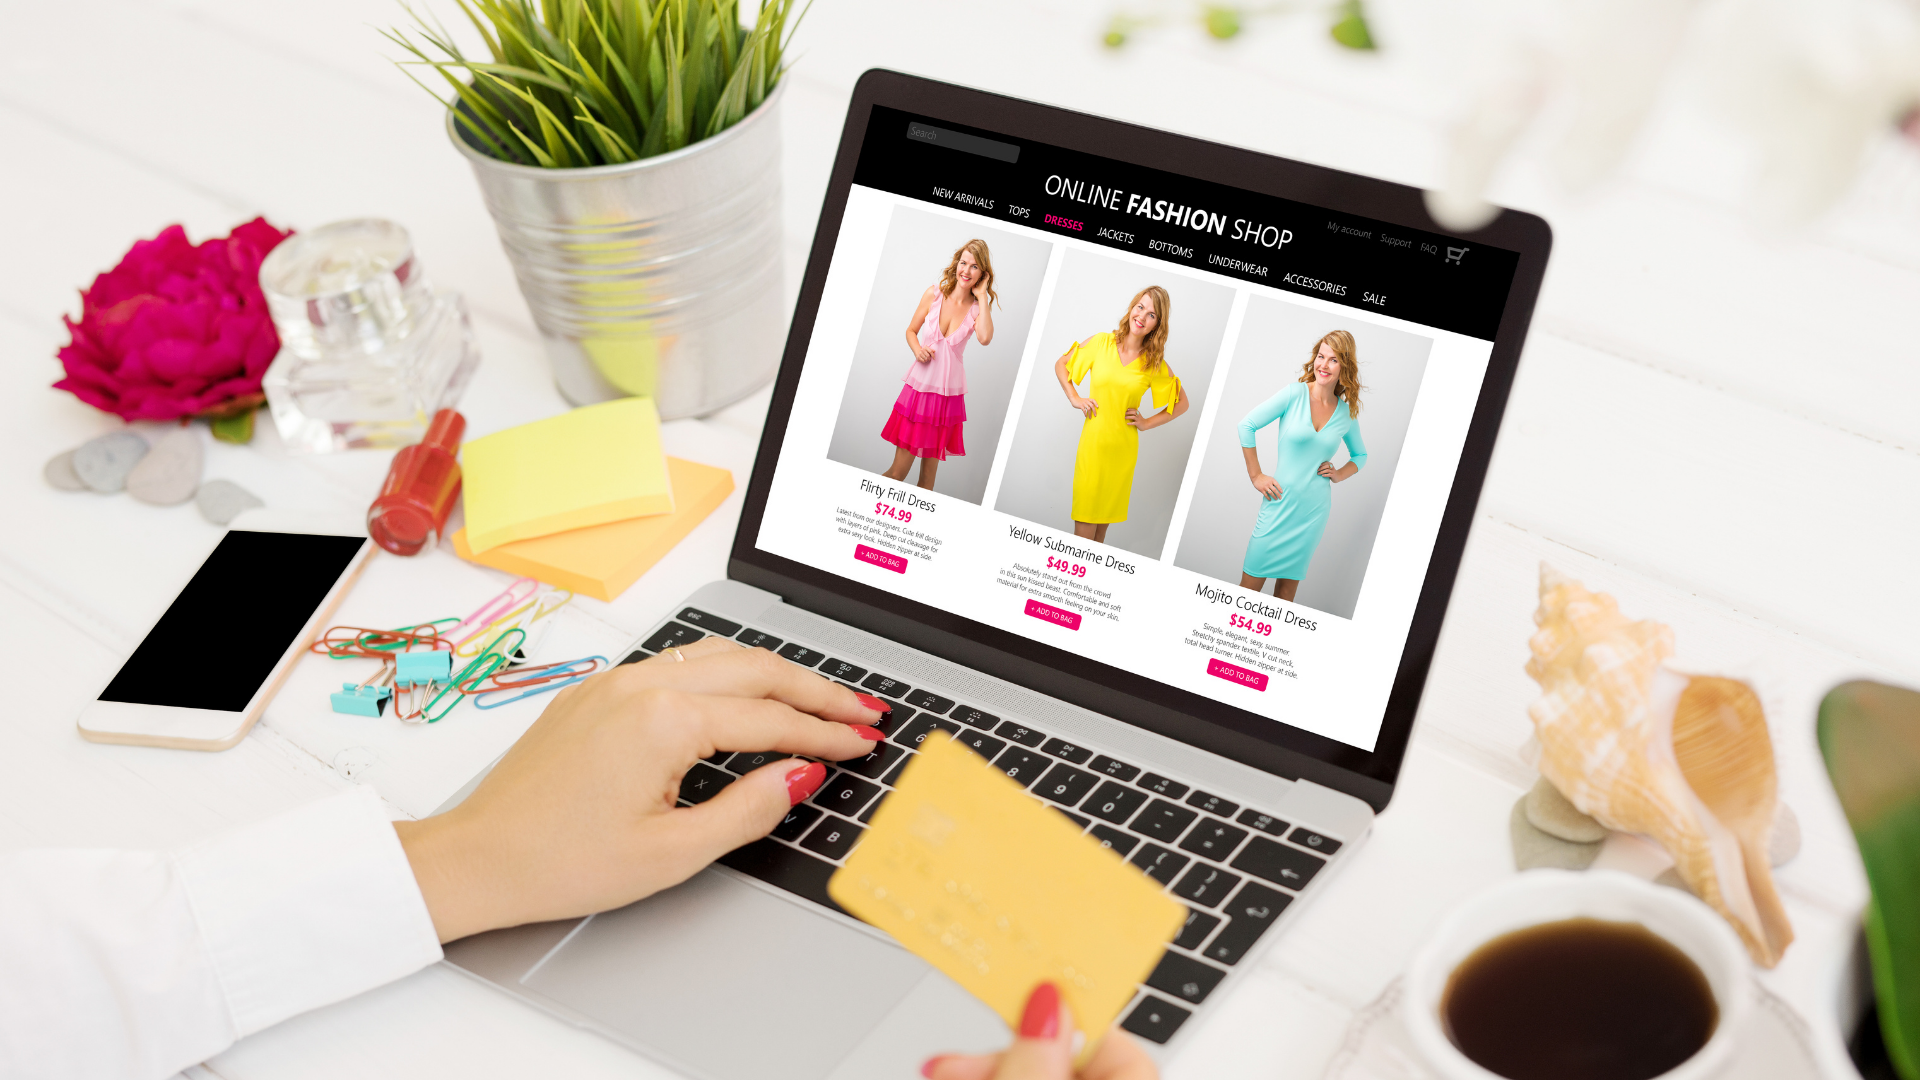 Search
ONLINE FASHION SHOP
My account Support FAQ
NEW ARRIVALS TOPS DRESSES JACKETS BOTTOMS UNDERWEAR ACCESSORIES SALE
Flirty Frill Dress
$74.99
Latest from our designers. Cute frill design
with layers of pink. Deep cut cleavage for
extra sexy look. Hidden zipper at side.
+ ADD TO BAG
Yellow Submarine Dress
$49.99
Absolutely stand out from the crowd
in this sun kissed beast. Comfortable and soft
material for extra smooth feeling on your skin.
+ ADD TO BAG
Mojito Cocktail Dress
$54.99
Simple, elegant, sexy, summer.
Stretchy spandex textile. V cut neck,
total head turner. Hidden zipper at side.
+ ADD TO BAG
esc
6 & 8 9 0
T
D
X G
V B